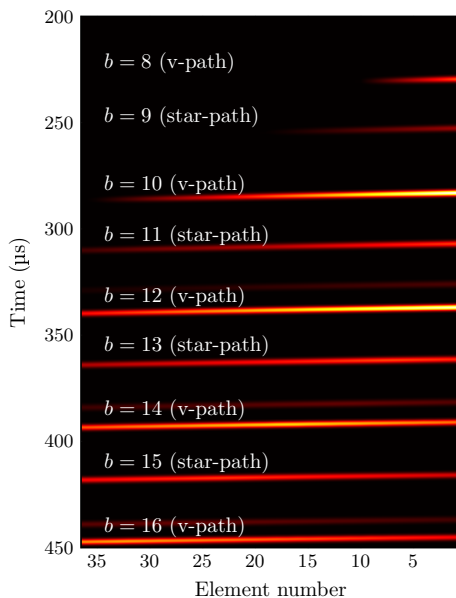 200
b = 8 (v-path)
b = 9 (star-path)
250
b = 10 (v-path)
b = 11 (star-path)
300
b = 12 (v-path)
350
b = 13 (star-path)
b = 14 (v-path)
400
b = 15 (star-path)
b = 16 (v-path)
450
Time (µs)
35 30 25 20 15 10 5
Element number